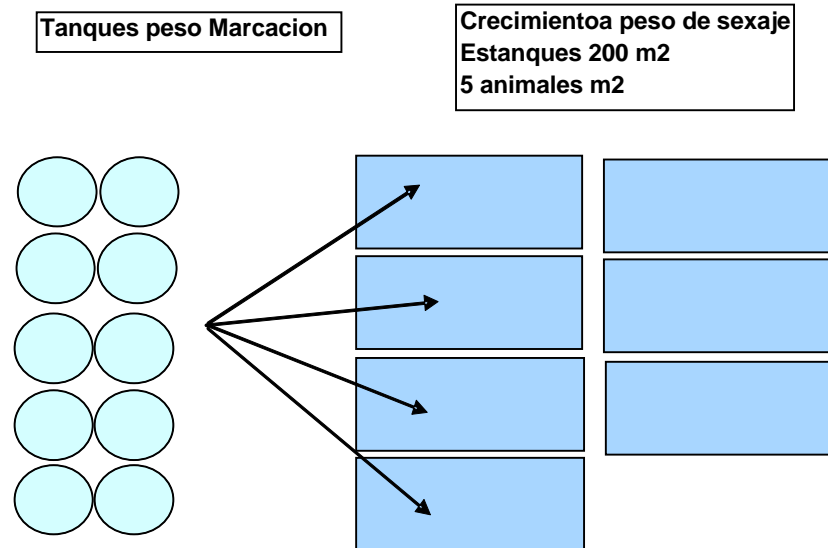 Tanques peso Marcacion
Crecimientoa peso de sexaje
Estanques 200 m2
5 animales m2